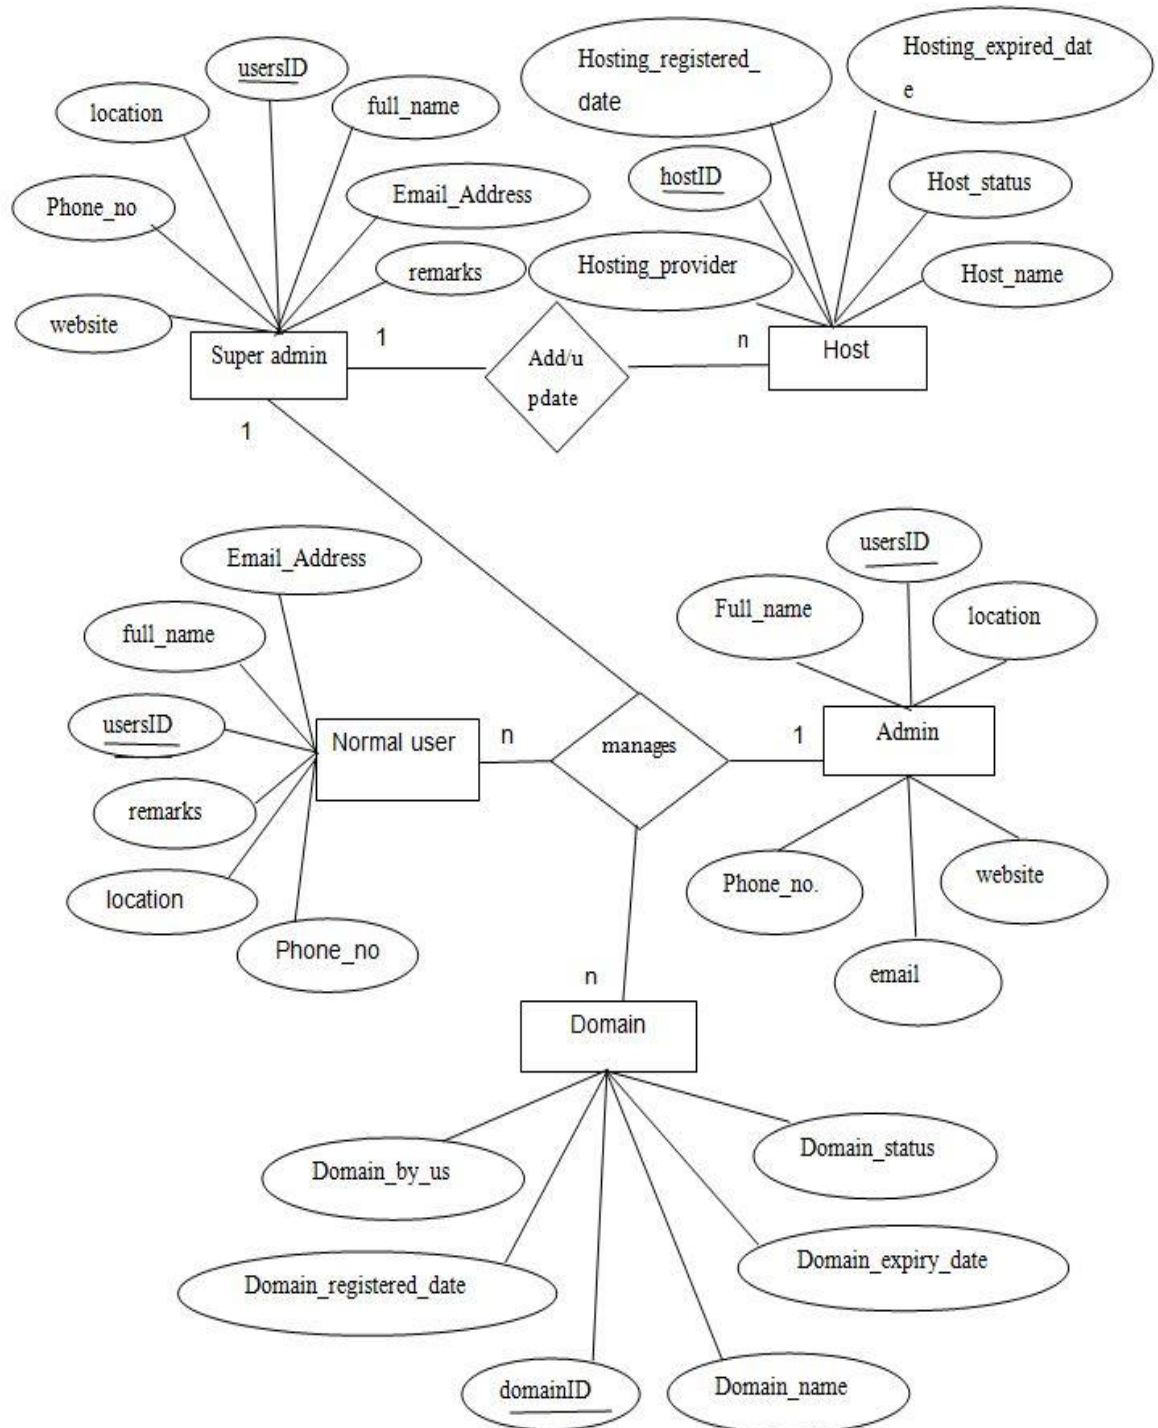 usersID
location
full_name
Phone_no
Email_Address
remarks
website
Super admin
1
Add/u
pdate
n
Host
Hosting_registered_
date
Hosting_expired_dat
e
hostID
Host_status
Hosting_provider
Host_name
1
Email_Address
full_name
usersID
remarks
location
Phone_no
Normal user
n
manages
1
Admin
usersID
Full_name
location
Phone_no.
website
email
n
Domain
Domain_by_us
Domain_status
Domain_registered_date
Domain_expiry_date
domainID
Domain_name